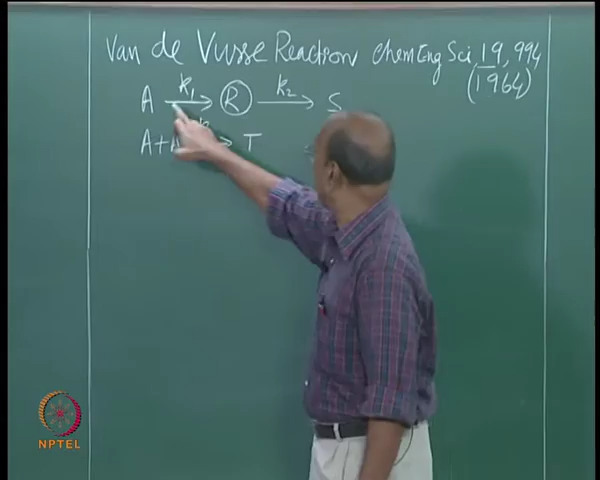 Van de Vusse Reaction Chem Eng Sci, 19, 994
(1964)
A →k₁ R →k₂ S
A+A → T
NPTEL